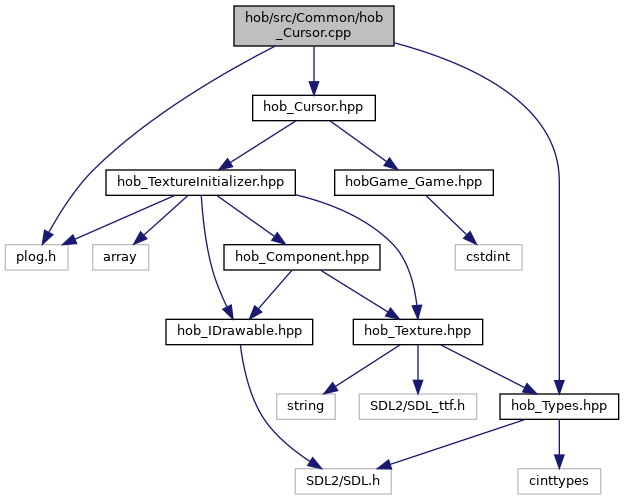 hob/src/Common/hob
_Cursor.cpp
hob_Cursor.hpp
hob_TextureInitializer.hpp
hobGame_Game.hpp
plog.h
array
hob_Component.hpp
cstdint
hob_IDrawable.hpp
hob_Texture.hpp
string
SDL2/SDL_ttf.h
hob_Types.hpp
SDL2/SDL.h
cinttypes